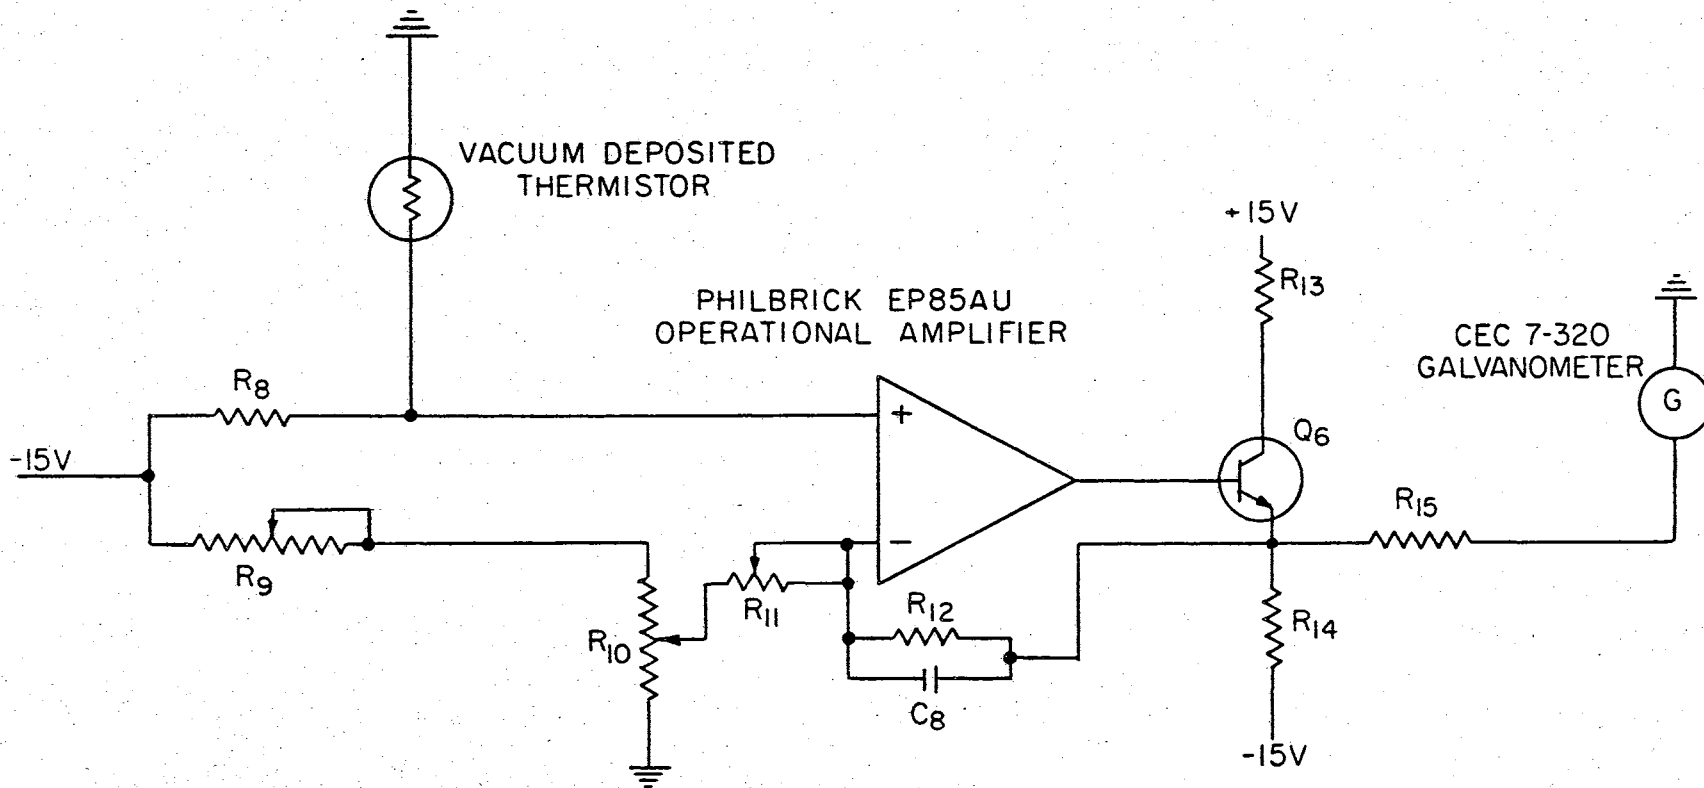 VACUUM DEPOSITED
THERMISTOR
+15V
R13
PHILBRICK EP85AU
OPERATIONAL AMPLIFIER
CEC 7-320
GALVANOMETER
G
R8
+
Q6
-15V
R15
R9
−
R11
R12
R10
R14
C8
-15V